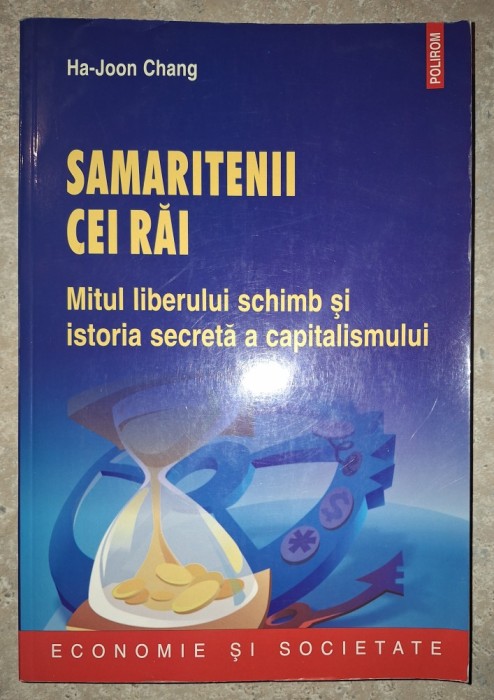 Ha-Joon Chang
POLIROM
SAMARITENII
CEI RĂI
Mitul liberului schimb și
istoria secretă a capitalismului
ECONOMIE ȘI SOCIETATE